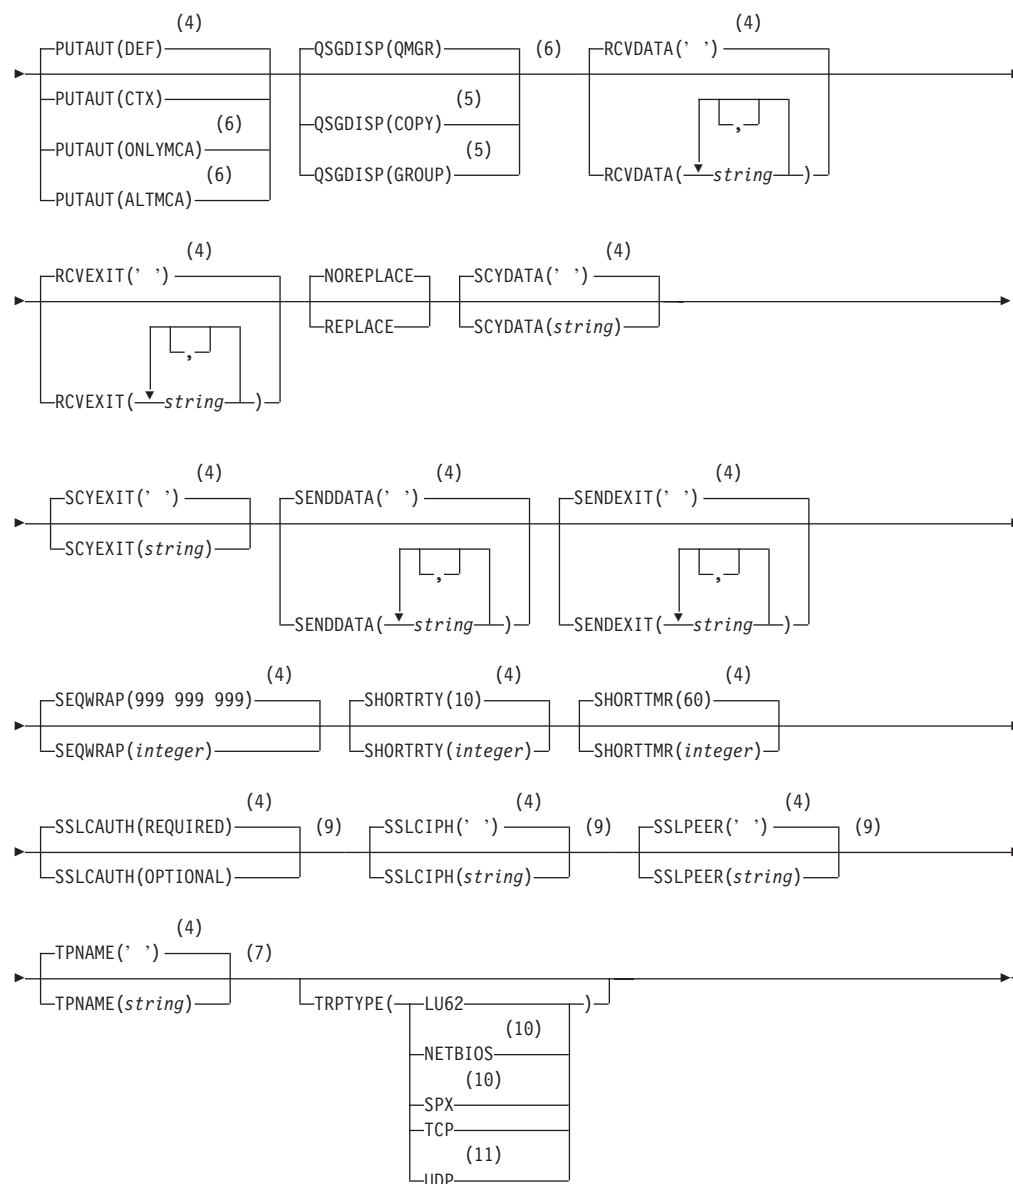 (4) (4)
PUTAUT(DEF) QSGDISP(QMGR) (6) RCVDATA(’ ’)
PUTAUT(CTX) (5) ,
(6) QSGDISP(COPY)
PUTAUT(ONLYMCA) (5)
(6) QSGDISP(GROUP) RCVDATA( string )
PUTAUT(ALTMCA)
(4) (4)
RCVEXIT(’ ’) NOREPLACE SCYDATA(’ ’)
REPLACE SCYDATA(string)
,
RCVEXIT( string )
(4) (4) (4)
SCYEXIT(’ ’) SENDDATA(’ ’) SENDEXIT(’ ’)
SCYEXIT(string)
, ,
SENDDATA( string ) SENDEXIT( string )
(4) (4) (4)
SEQWRAP(999 999 999) SHORTRTY(10) SHORTTMR(60)
SEQWRAP(integer) SHORTRTY(integer) SHORTTMR(integer)
(4) (4) (4)
SSLCAUTH(REQUIRED) (9) SSLCIPH(’ ’) (9) SSLPEER(’ ’) (9)
SSLCAUTH(OPTIONAL) SSLCIPH(string) SSLPEER(string)
(4)
TPNAME(’ ’) (7)
TPNAME(string) TRPTYPE( LU62 )
(10)
NETBIOS
(10)
SPX
TCP
(11)
UDP